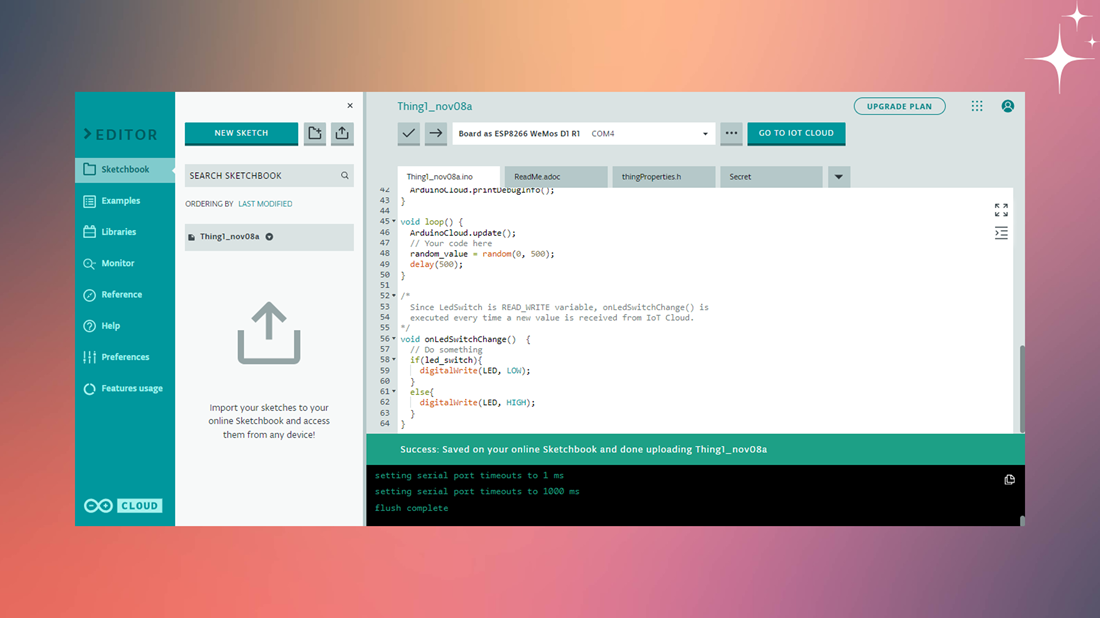 EDITOR
Sketchbook
Examples
Libraries
Monitor
Reference
Help
Preferences
Features usage
CLOUD
×
NEW SKETCH
SEARCH SKETCHBOOK
ORDERING BY LAST MODIFIED
Thing1_nov08a
Import your sketches to your
online Sketchbook and access
them from any device!
Thing1_nov08a
UPGRADE PLAN
Board as ESP8266 WeMos D1 R1 COM4
GO TO IOT CLOUD
Thing1_nov08a.ino ReadMe.adoc thingProperties.h Secret
42 ArduinoCloud.printDebugInfo();
43 }
44
45 void loop() {
46 ArduinoCloud.update();
47 // Your code here
48 random_value = random(0, 500);
49 delay(500);
50 }
51
52 /*
53 Since LedSwitch is READ_WRITE variable, onLedSwitchChange() is
54 executed every time a new value is received from IoT Cloud.
55 */
56 void onLedSwitchChange() {
57 // Do something
58 if(led_switch){
59 digitalWrite(LED, LOW);
60 }
61 else{
62 digitalWrite(LED, HIGH);
63 }
64 }
Success: Saved on your online Sketchbook and done uploading Thing1_nov08a
setting serial port timeouts to 1 ms
setting serial port timeouts to 1000 ms
flush complete